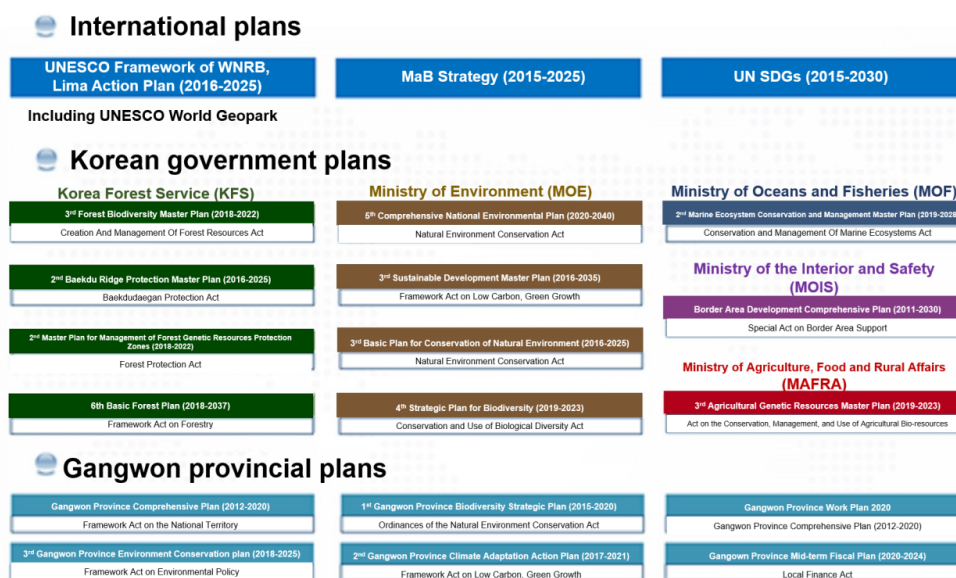 International plans
UNESCO Framework of WNRB,
Lima Action Plan (2016-2025)
MaB Strategy (2015-2025)
UN SDGs (2015-2030)
Including UNESCO World Geopark
Korean government plans
Korea Forest Service (KFS)
3rd Forest Biodiversity Master Plan (2018-2022)
Creation And Management Of Forest Resources Act
2nd Baekdu Ridge Protection Master Plan (2016-2025)
Baekdudaegan Protection Act
2nd Master Plan for Management of Forest Genetic Resources Protection
Zones (2018-2022)
Forest Protection Act
6th Basic Forest Plan (2018-2037)
Framework Act on Forestry
Ministry of Environment (MOE)
5th Comprehensive National Environmental Plan (2020-2040)
Natural Environment Conservation Act
3rd Sustainable Development Master Plan (2016-2035)
Framework Act on Low Carbon, Green Growth
3rd Basic Plan for Conservation of Natural Environment (2016-2025)
Natural Environment Conservation Act
4th Strategic Plan for Biodiversity (2019-2023)
Conservation and Use of Biological Diversity Act
Ministry of Oceans and Fisheries (MOF)
2nd Marine Ecosystem Conservation and Management Master Plan (2019-2028
Conservation and Management Of Marine Ecosystems Act
Ministry of the Interior and Safety
(MOIS)
Border Area Development Comprehensive Plan (2011-2030)
Special Act on Border Area Support
Ministry of Agriculture, Food and Rural Affairs
(MAFRA)
3rd Agricultural Genetic Resources Master Plan (2019-2023)
Act on the Conservation, Management, and Use of Agricultural Bio-resources
Gangwon provincial plans
Gangwon Province Comprehensive Plan (2012-2020)
Framework Act on the National Territory
3rd Gangwon Province Environment Conservation plan (2018-2025)
Framework Act on Environmental Policy
1st Gangwon Province Biodiversity Strategic Plan (2015-2020)
Ordinances of the Natural Environment Conservation Act
2nd Gangwon Province Climate Adaptation Action Plan (2017-2021)
Framework Act on Low Carbon, Green Growth
Gangwon Province Work Plan 2020
Gangwon Province Comprehensive Plan (2012-2020)
Gangown Province Mid-term Fiscal Plan (2020-2024)
Local Finance Act